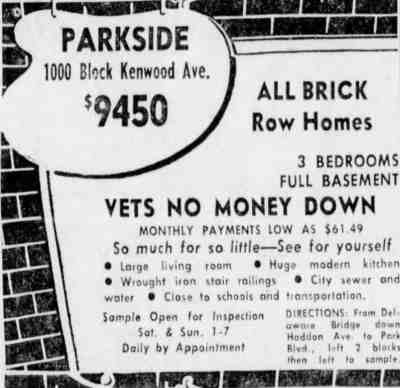 PARKSIDE
1000 Block Kenwood Ave.
$9450
ALL BRICK
Row Homes
3 BEDROOMS
FULL BASEMENT
VETS NO MONEY DOWN
MONTHLY PAYMENTS LOW AS $61.49
So much for so little—See for yourself
• Large living room • Huge modern kitchen
• Wrought iron stair railings • City sewer and
water • Close to schools and transportation.
Sample Open for Inspection
Sat. & Sun. 1-7
Daily by Appointment
DIRECTIONS: From Del-
aware Bridge down
Haddon Ave. to Park
Blvd., left 2 blocks
then left to sample.